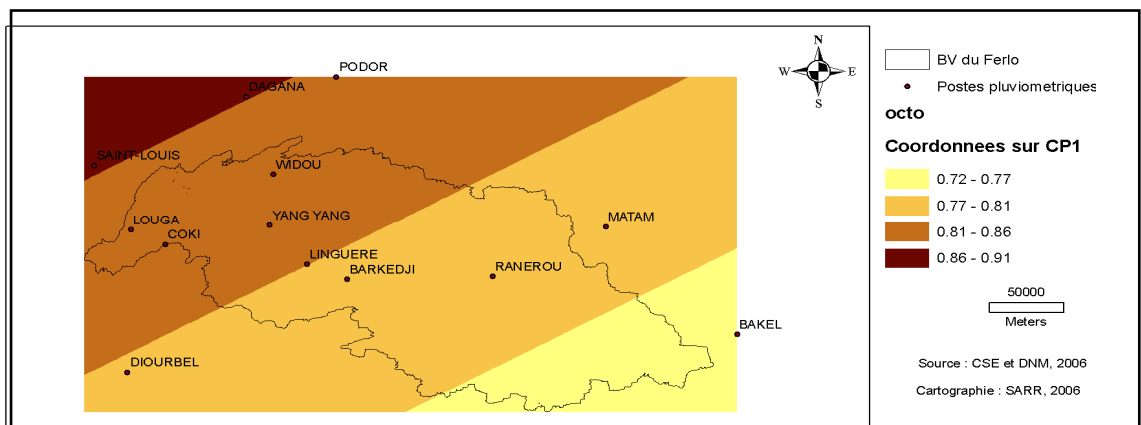 N
W E
S
PODOR
DAGANA
SAINT-LOUIS
WIDOU
LOUGA
YANG YANG
MATAM
COKI
LINGUERE
BARKEDJI
RANEROU
BAKEL
DIOURBEL
BV du Ferlo
Postes pluviometriques
octo
Coordonnees sur CP1
0.72 - 0.77
0.77 - 0.81
0.81 - 0.86
0.86 - 0.91
50000
Meters
Source : CSE et DNM, 2006
Cartographie : SARR, 2006